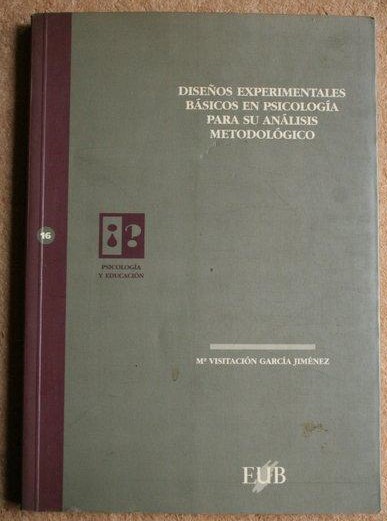 DISEÑOS EXPERIMENTALES
BÁSICOS EN PSICOLOGÍA
PARA SU ANÁLISIS
METODOLÓGICO
16
¡?
PSICOLOGÍA
Y EDUCACIÓN
Mª VISITACIÓN GARCÍA JIMÉNEZ
EUB